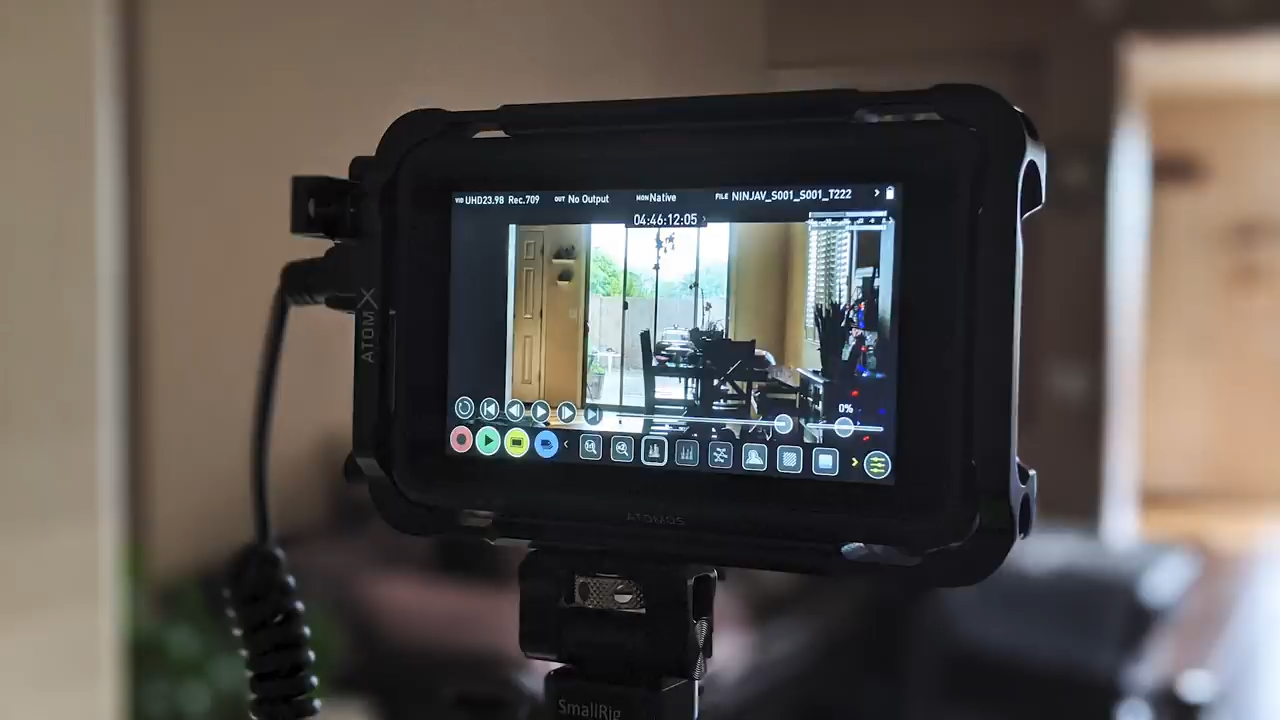 VID UHD23.98 Rec.709 OUT No Output MON Native FILE NINJAV_S001_S001_T222
04:46:12:05
ATOMX
0%
ATOMOS
SmallRig